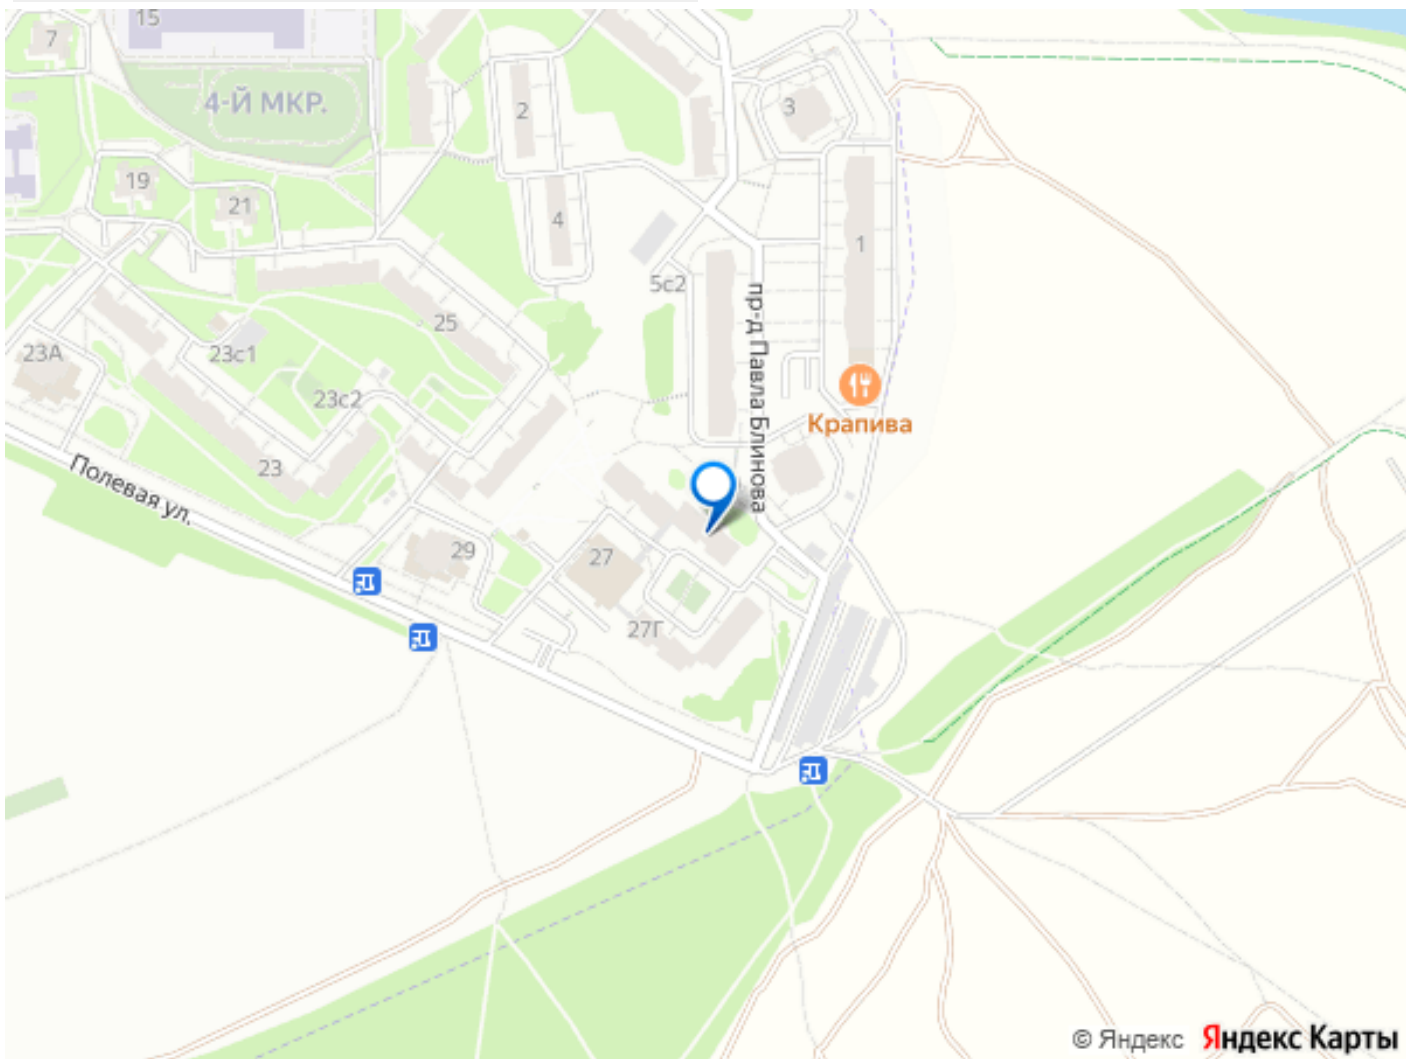 15
7
4-Й МКР.
2
3
19
21
4
1
5с2
25
пр-д Павла Блинова
23А
23с1
23с2
Крапива
23
Полевая ул.
29
27
27Г
© Яндекс Яндекс Карты